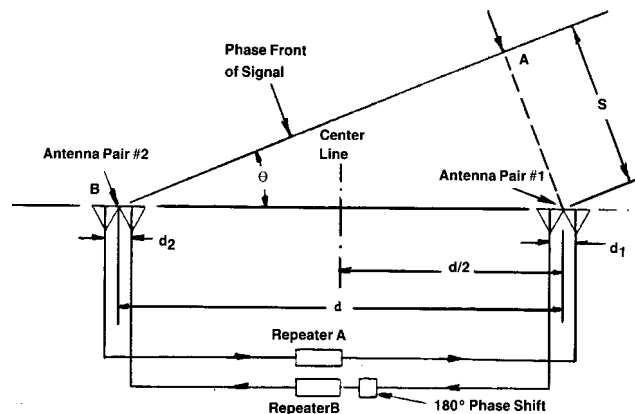 Phase Front
of Signal
A
S
Center
Line
Antenna Pair #2
Antenna Pair #1
B
θ
d2
d1
d/2
d
Repeater A
RepeaterB
180° Phase Shift